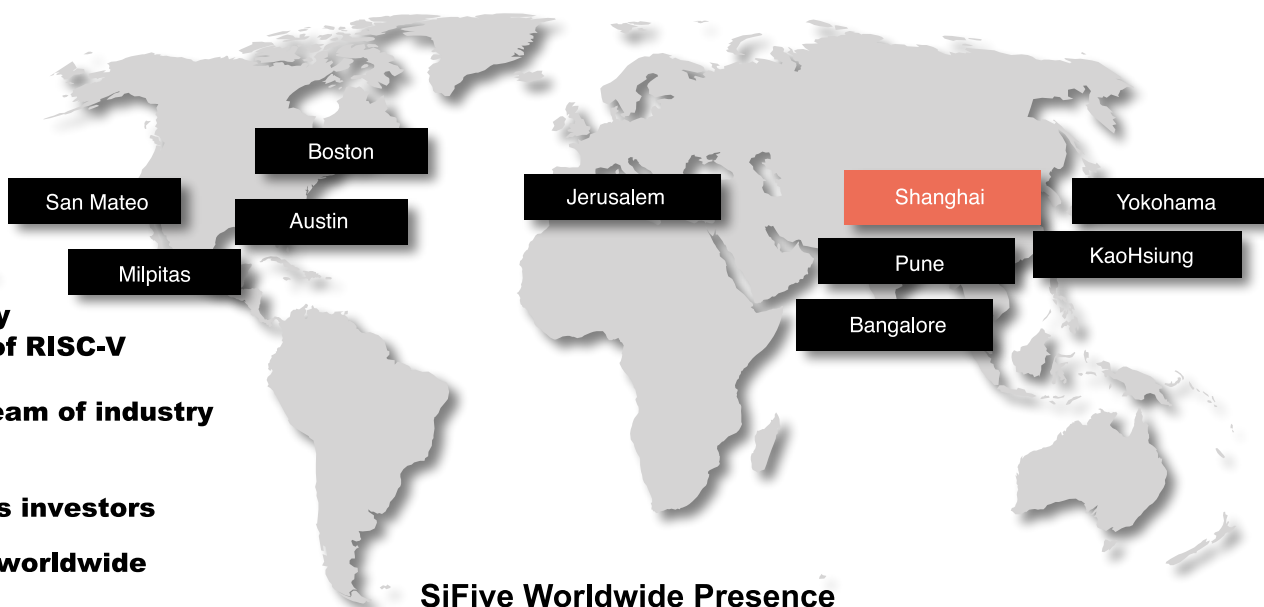 Boston
San Mateo
Austin
Milpitas
Jerusalem
Shanghai
Yokohama
Pune
KaoHsiung
Bangalore
of RISC-V
eam of industry
s investors
worldwide
SiFive Worldwide Presence